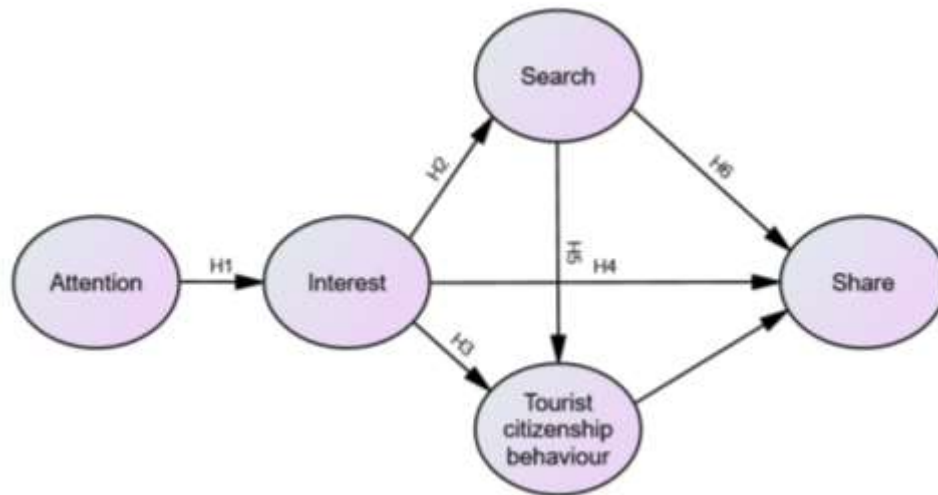 Search
H2
H6
Attention
H1
Interest
H5
H4
Share
H3
Tourist
citizenship
behaviour